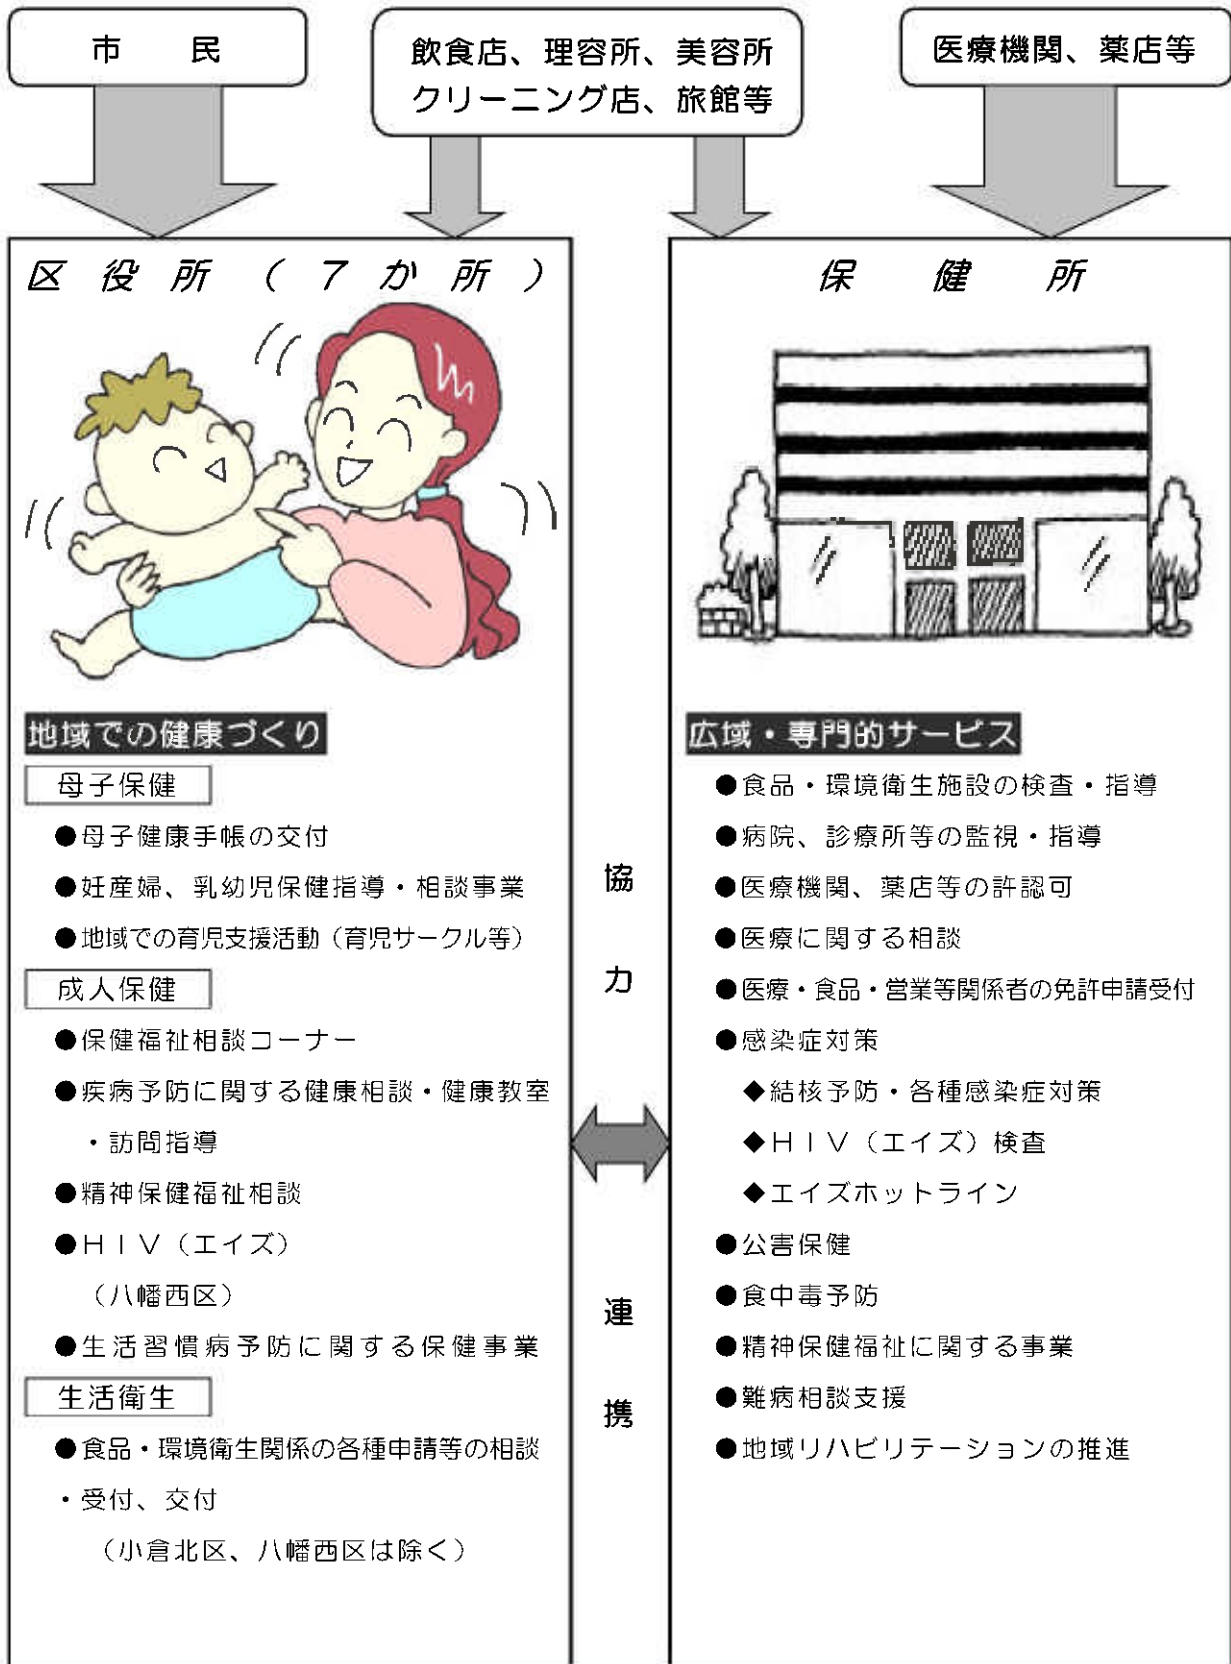 市　民
飲食店、理容所、美容所
クリーニング店、旅館等
医療機関、薬店等
区役所（７か所）
地域での健康づくり
母子保健
●母子健康手帳の交付
●妊産婦、乳幼児保健指導・相談事業
●地域での育児支援活動（育児サークル等）
成人保健
●保健福祉相談コーナー
●疾病予防に関する健康相談・健康教室
・訪問指導
●精神保健福祉相談
●ＨＩＶ（エイズ）
（八幡西区）
●生活習慣病予防に関する保健事業
生活衛生
●食品・環境衛生関係の各種申請等の相談
・受付、交付
（小倉北区、八幡西区は除く）
協
力
連
携
保健所
広域・専門的サービス
●食品・環境衛生施設の検査・指導
●病院、診療所等の監視・指導
●医療機関、薬店等の許認可
●医療に関する相談
●医療・食品・営業等関係者の免許申請受付
●感染症対策
◆結核予防・各種感染症対策
◆ＨＩＶ（エイズ）検査
◆エイズホットライン
●公害保健
●食中毒予防
●精神保健福祉に関する事業
●難病相談支援
●地域リハビリテーションの推進